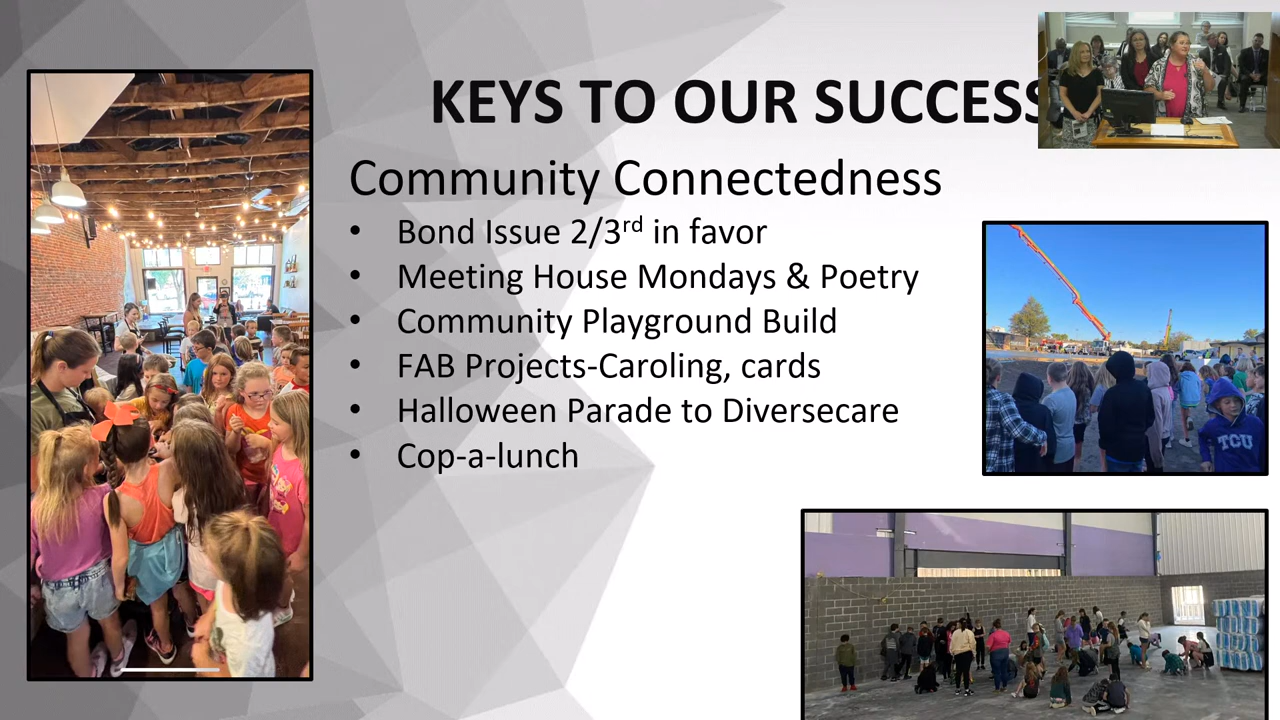 KEYS TO OUR SUCCESS
Community Connectedness
• Bond Issue 2/3rd in favor
• Meeting House Mondays & Poetry
• Community Playground Build
• FAB Projects-Caroling, cards
• Halloween Parade to Diversecare
• Cop-a-lunch
TCU